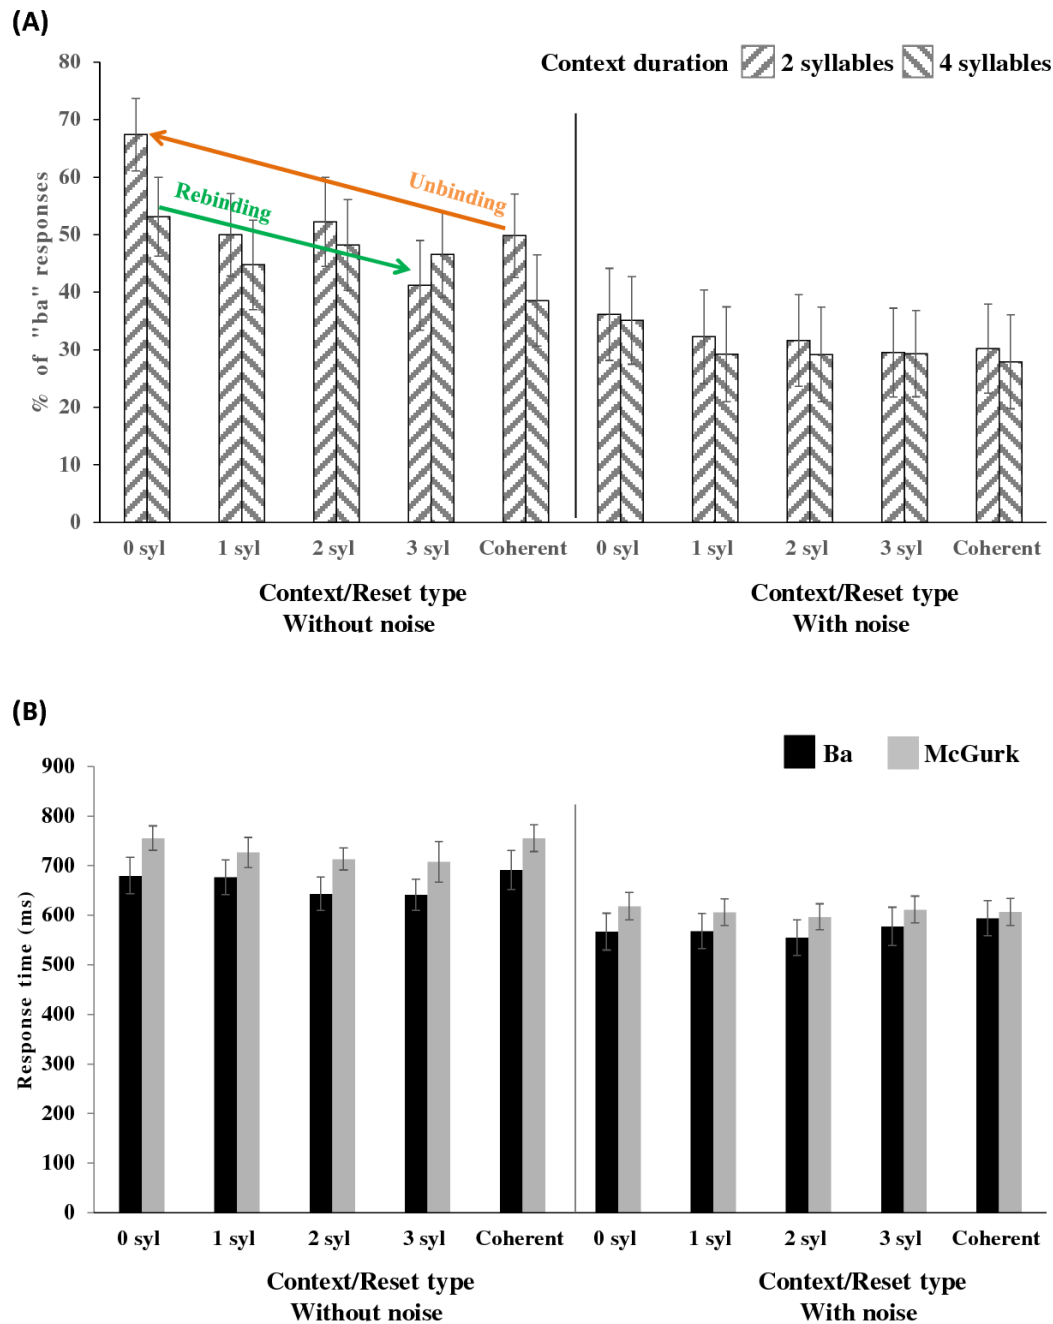 (A)
Context duration 2 syllables 4 syllables
% of "ba" responses
80
70
60
50
40
30
20
10
0
Rebinding
Unbinding
0 syl 1 syl 2 syl 3 syl Coherent 0 syl 1 syl 2 syl 3 syl Coherent
Context/Reset type
Without noise
Context/Reset type
With noise
(B)
Ba McGurk
Response time (ms)
900
800
700
600
500
400
300
200
100
0
0 syl 1 syl 2 syl 3 syl Coherent 0 syl 1 syl 2 syl 3 syl Coherent
Context/Reset type
Without noise
Context/Reset type
With noise